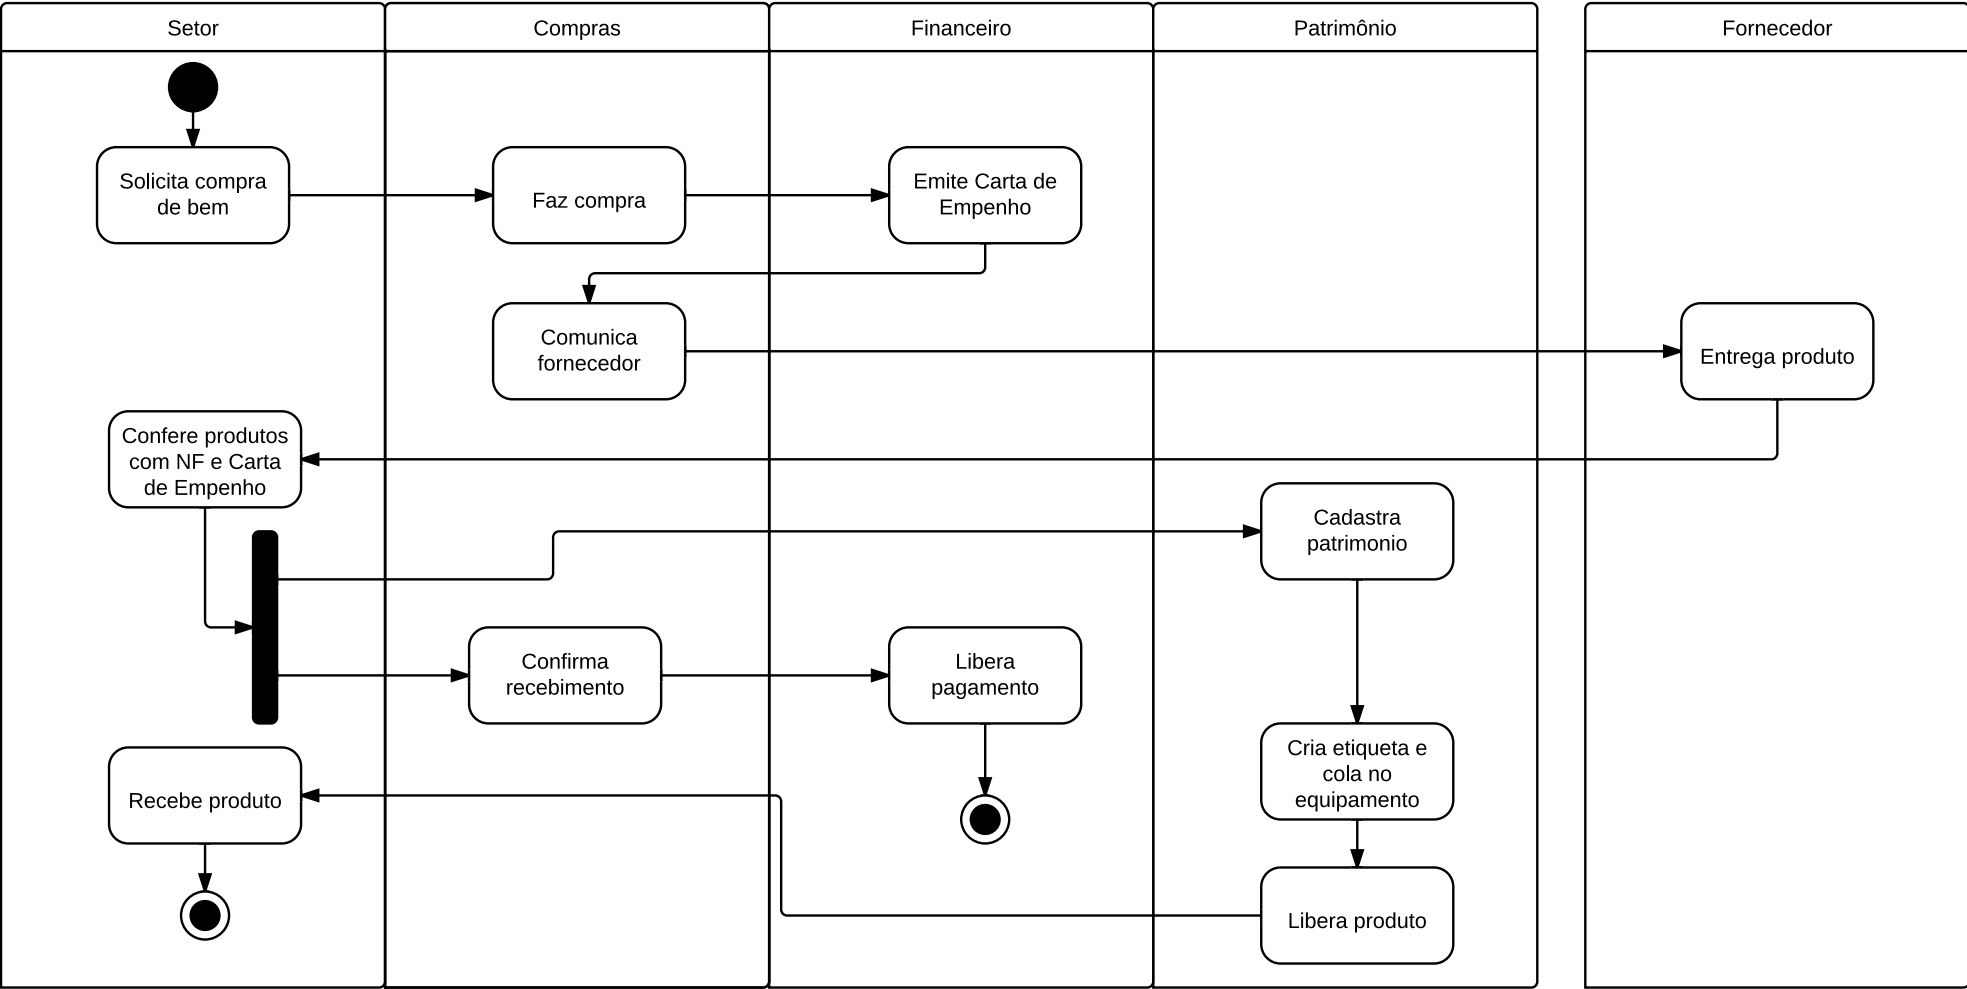 Setor
Compras
Financeiro
Patrimônio
Fornecedor
Solicita compra
de bem
Faz compra
Emite Carta de
Empenho
Comunica
fornecedor
Entrega produto
Confere produtos
com NF e Carta
de Empenho
Cadastra
patrimonio
Confirma
recebimento
Libera
pagamento
Cria etiqueta e
cola no
equipamento
Recebe produto
Libera produto